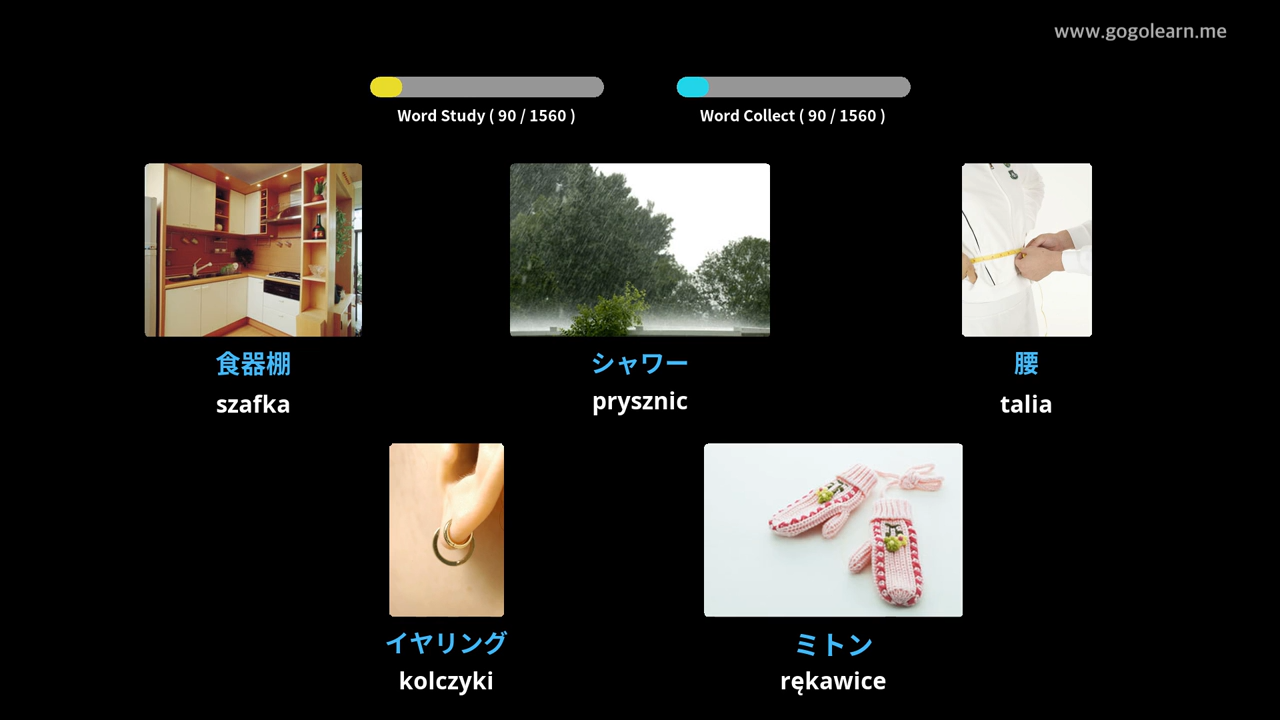 www.gogolearn.me
Word Study ( 90 / 1560 )
Word Collect ( 90 / 1560 )
食器棚
szafka
シャワー
prysznic
腰
talia
イヤリング
kolczyki
ミトン
rękawice